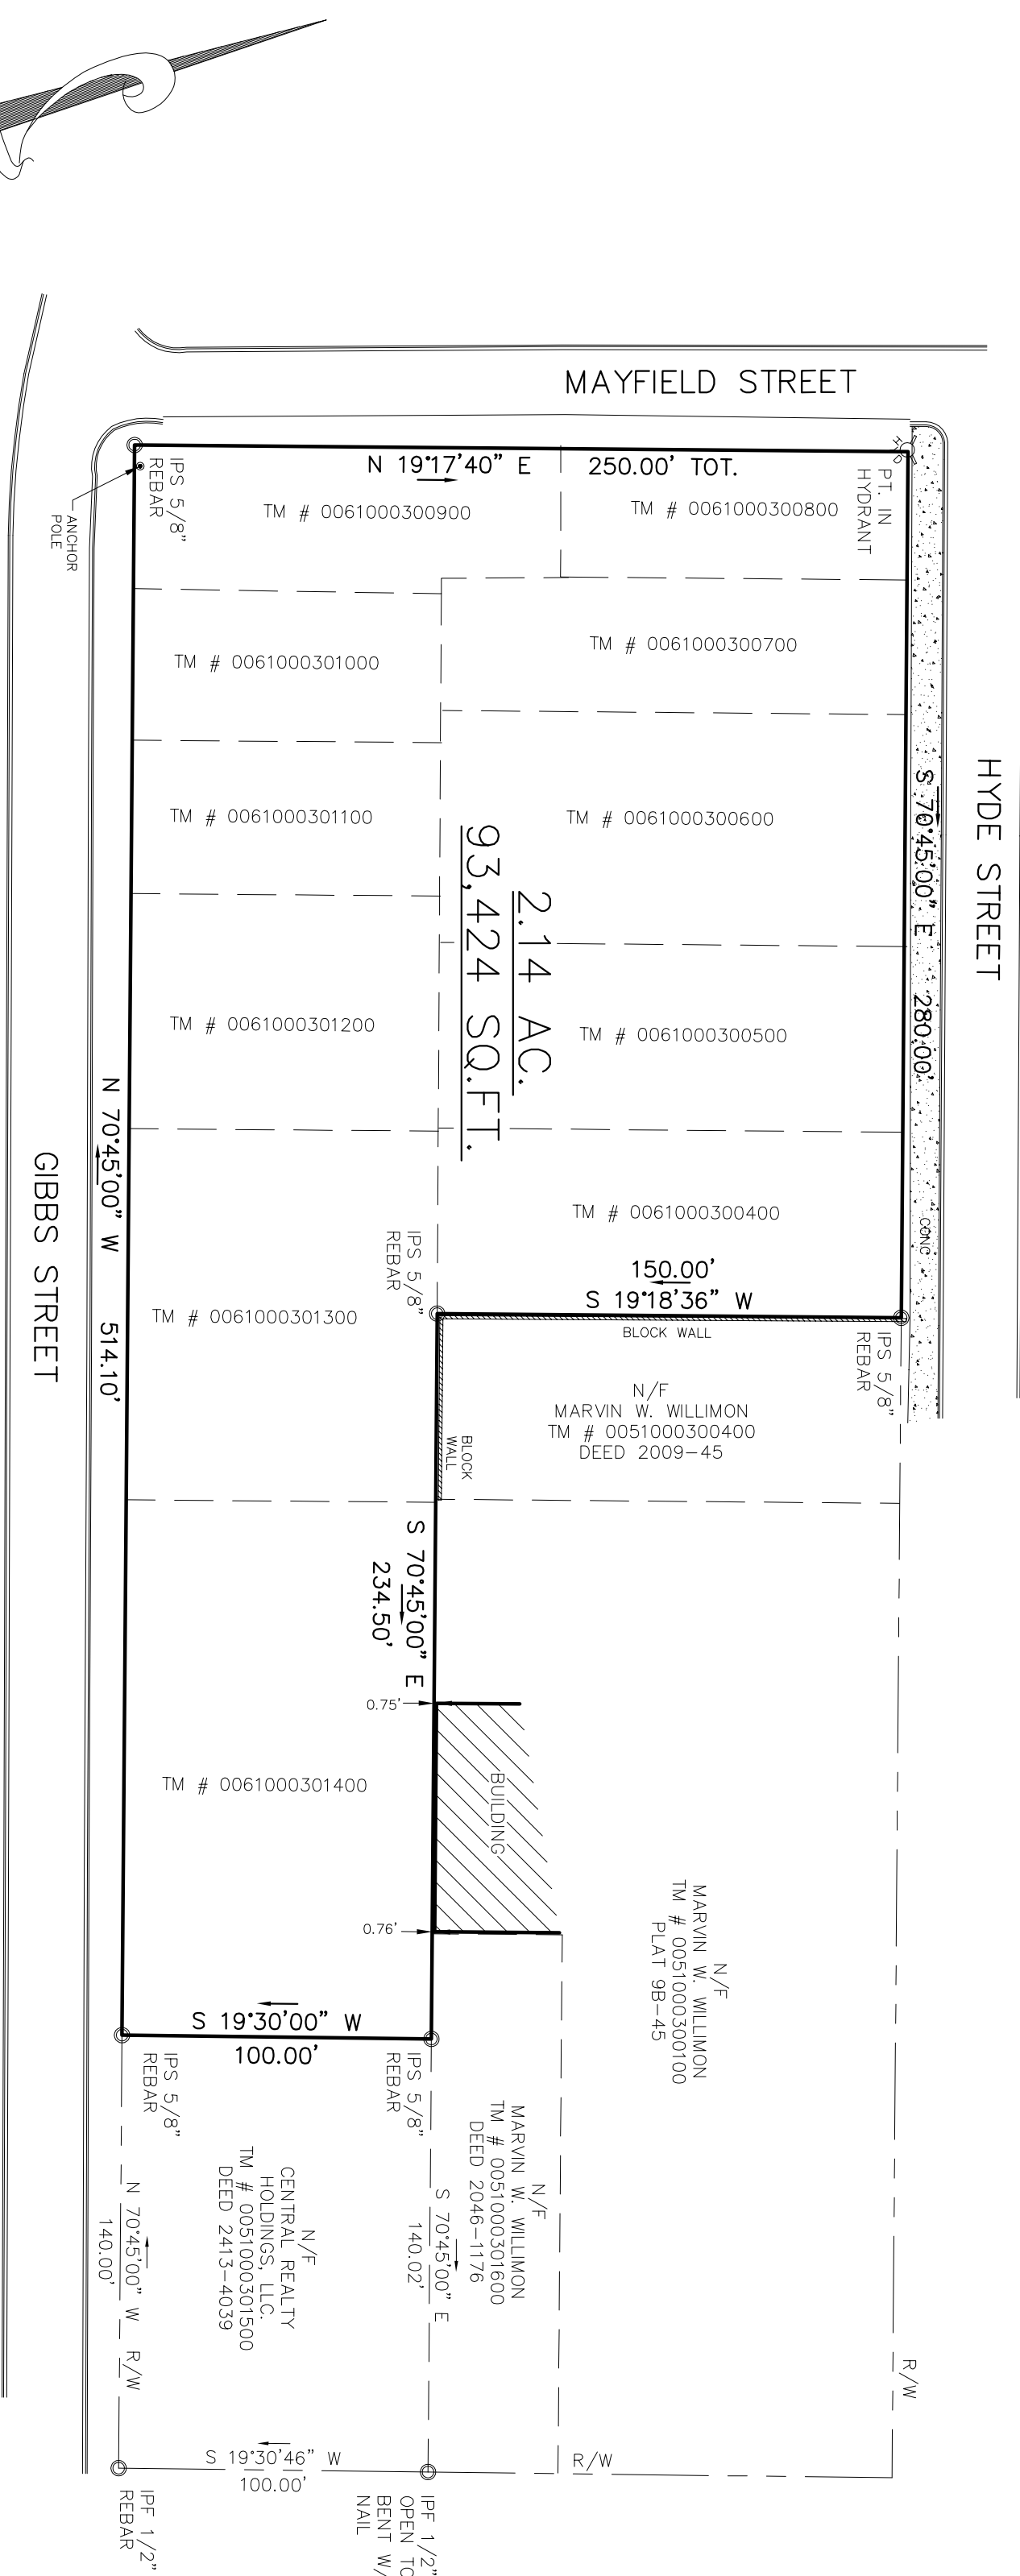 MAYFIELD STREET
HYDE STREET
GIBBS STREET
N 19°17'40" E 250.00' TOT.
IPS 5/8"
REBAR
ANCHOR
POLE
PT. IN
HYDRANT
HYD
TM # 0061000300900
TM # 0061000300800
TM # 0061000301000
TM # 0061000300700
TM # 0061000301100
TM # 0061000300600
S 70°45'00" E 280.00'
CONC
2.14 AC.
93,424 SQ.FT.
TM # 0061000301200
TM # 0061000300500
TM # 0061000300400
N 70°45'00" W 514.10'
IPS 5/8"
REBAR
150.00'
S 19°18'36" W
BLOCK WALL
IPS 5/8"
REBAR
TM # 0061000301300
N/F
MARVIN W. WILLIMON
TM # 0051000300400
DEED 2009-45
BLOCK
WALL
S 70°45'00" E
234.50'
0.75'
BUILDING
TM # 0061000301400
0.76'
N/F
MARVIN W. WILLIMON
TM # 0051000300100
PLAT 9B-45
S 19°30'00" W
100.00'
IPS 5/8"
REBAR
IPS 5/8"
REBAR
N/F
MARVIN W. WILLIMON
TM # 0051000301600
DEED 2046-1176
N/F
CENTRAL REALTY
HOLDINGS, LLC.
TM # 0051000301500
DEED 2413-4039
S 70°45'00" E
140.02'
N 70°45'00" W R/W
140.00'
R/W
R/W
S 19°30'46" W
100.00'
IPF 1/2"
REBAR
IPF 1/2"
OPEN TO
BENT W/
NAIL